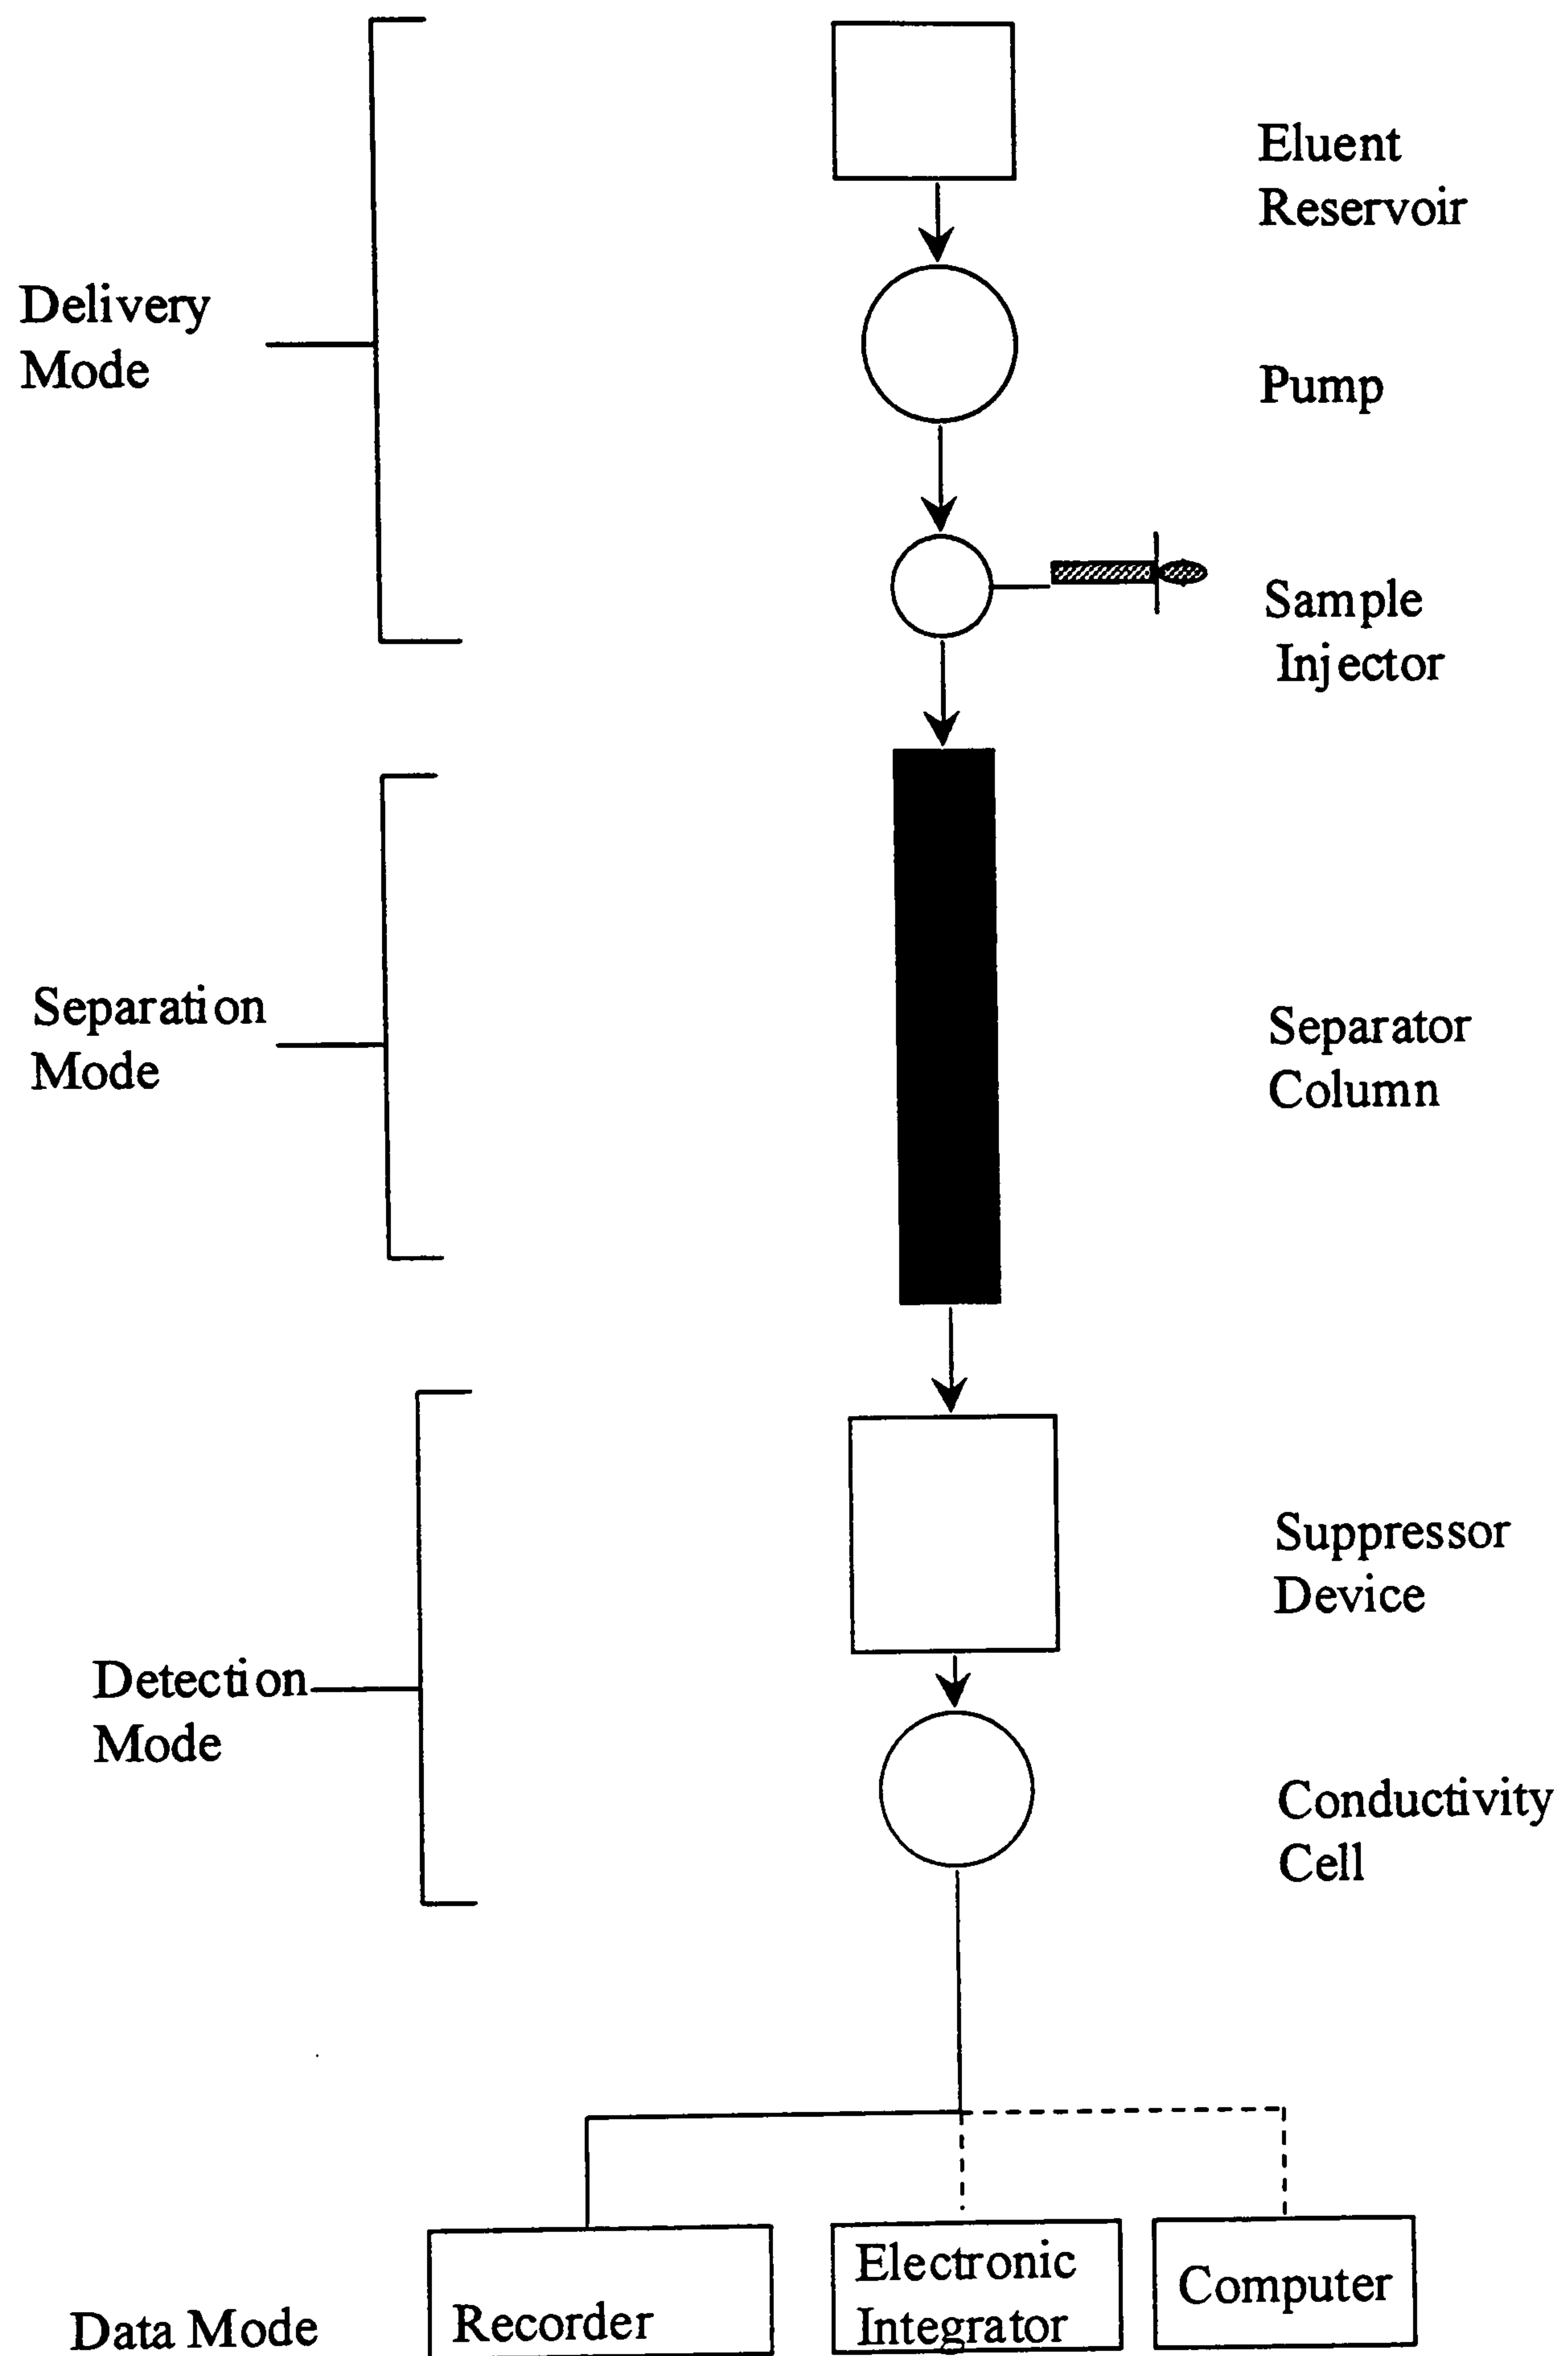 Eluent
Reservoir
Delivery
Mode
Pump
Sample
Injector
Separation
Mode
Separator
Column
Suppressor
Device
Detection
Mode
Conductivity
Cell
Data Mode
Recorder
Electronic
Integrator
Computer